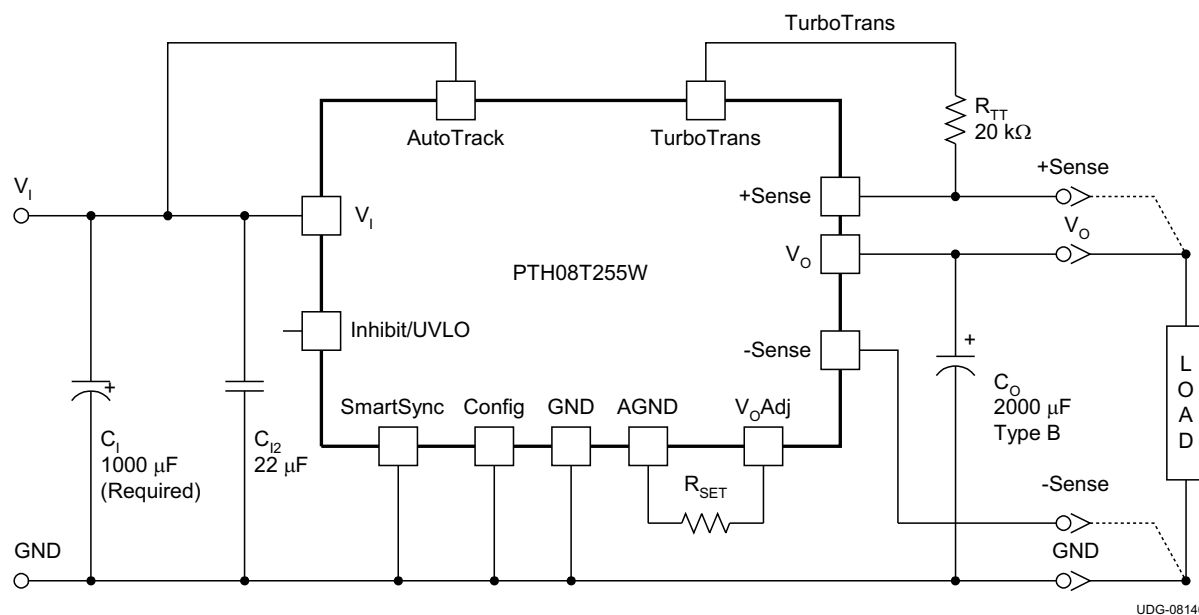 TurboTrans
AutoTrack
TurboTrans
R_TT
20 kΩ
+Sense
V_I
V_I
+Sense
V_O
V_O
PTH08T255W
Inhibit/UVLO
-Sense
SmartSync
Config
GND
AGND
V_OAdj
C_I
1000 μF
(Required)
C_I2
22 μF
R_SET
C_O
2000 μF
Type B
L
O
A
D
-Sense
GND
GND